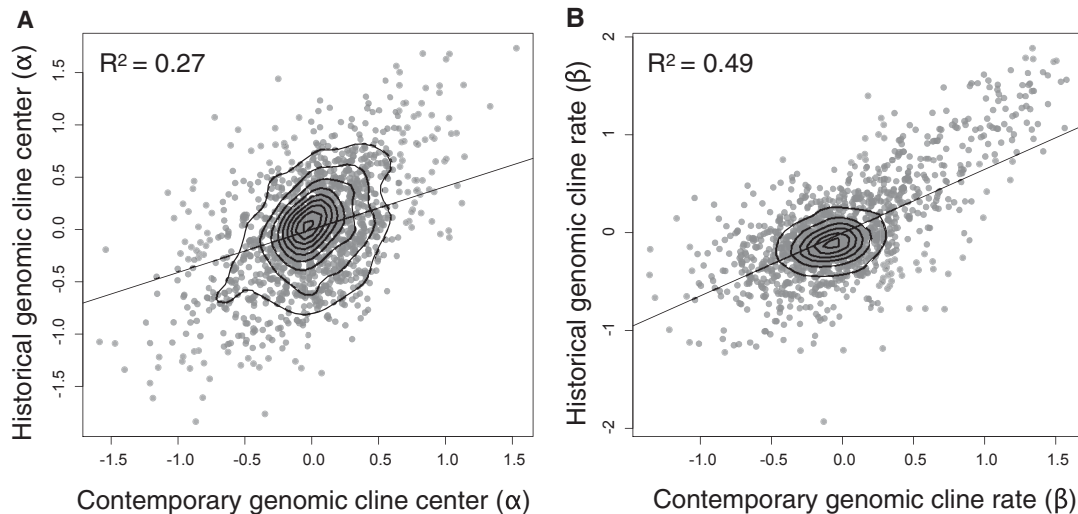 A
R² = 0.27
Historical genomic cline center (α)
1.5
1.0
0.5
0.0
-0.5
-1.0
-1.5
-1.5 -1.0 -0.5 0.0 0.5 1.0 1.5
Contemporary genomic cline center (α)
B
R² = 0.49
Historical genomic cline rate (β)
2
1
0
-1
-2
-1.0 -0.5 0.0 0.5 1.0 1.5
Contemporary genomic cline rate (β)